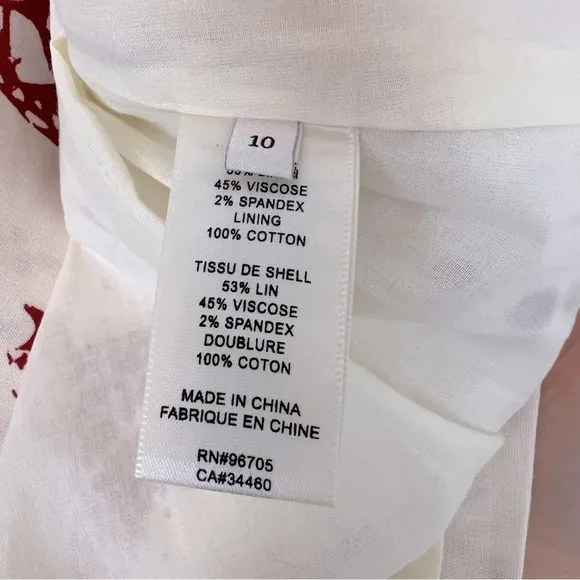 10
45% VISCOSE
2% SPANDEX
LINING
100% COTTON
TISSU DE SHELL
53% LIN
45% VISCOSE
2% SPANDEX
DOUBLURE
100% COTON
MADE IN CHINA
FABRIQUE EN CHINE
RN#96705
CA#34460